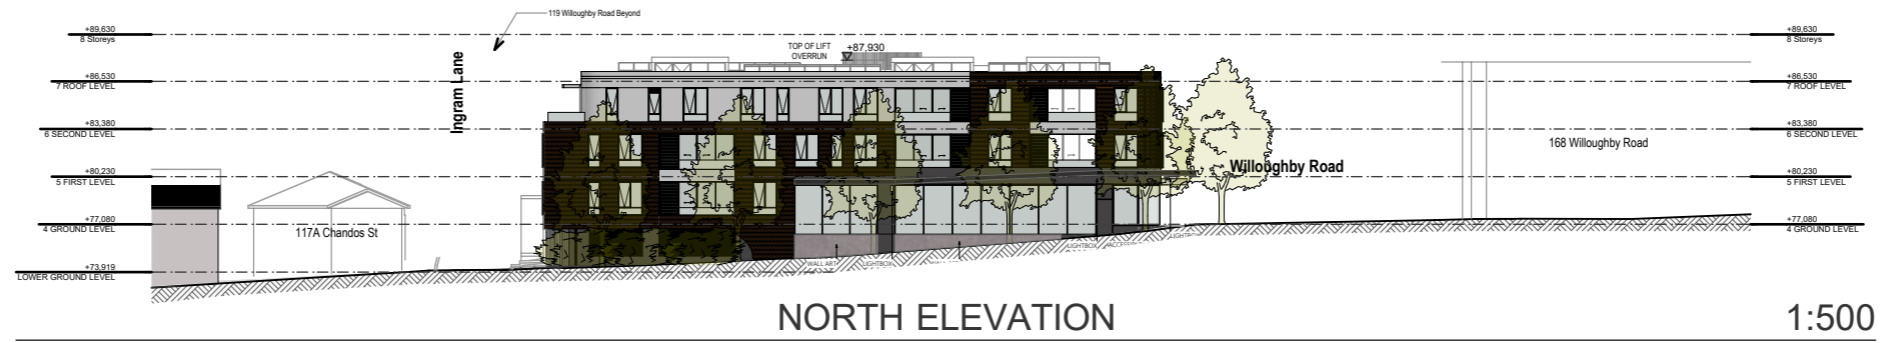 119 Willoughby Road Beyond
+89,630
8 Storeys
+89,630
8 Storeys
TOP OF LIFT
OVERRUN
+87,930
Ingram Lane
+86,530
7 ROOF LEVEL
+86,530
7 ROOF LEVEL
+83,380
6 SECOND LEVEL
+83,380
6 SECOND LEVEL
168 Willoughby Road
Willoughby Road
+80,230
5 FIRST LEVEL
+80,230
5 FIRST LEVEL
+77,080
4 GROUND LEVEL
+77,080
4 GROUND LEVEL
117A Chandos St
LIGHTBOX
WALL ART
LIGHTBOX
+73,919
LOWER GROUND LEVEL
NORTH ELEVATION
1:500